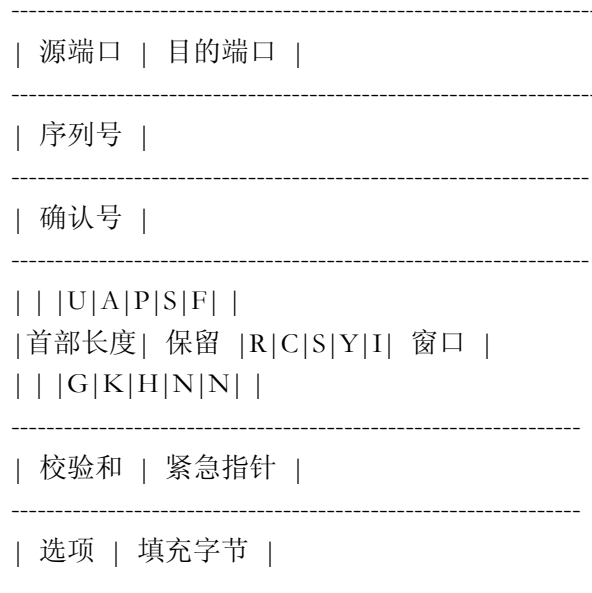 ------------------------------------------------------------------
| 源端口 | 目的端口 |
------------------------------------------------------------------
| 序列号 |
------------------------------------------------------------------
| 确认号 |
------------------------------------------------------------------
| | |U|A|P|S|F| |
|首部长度| 保留 |R|C|S|Y|I| 窗口 |
| | |G|K|H|N|N| |
-----------------------------------------------------------------
| 校验和 | 紧急指针 |
-----------------------------------------------------------------
| 选项 | 填充字节 |